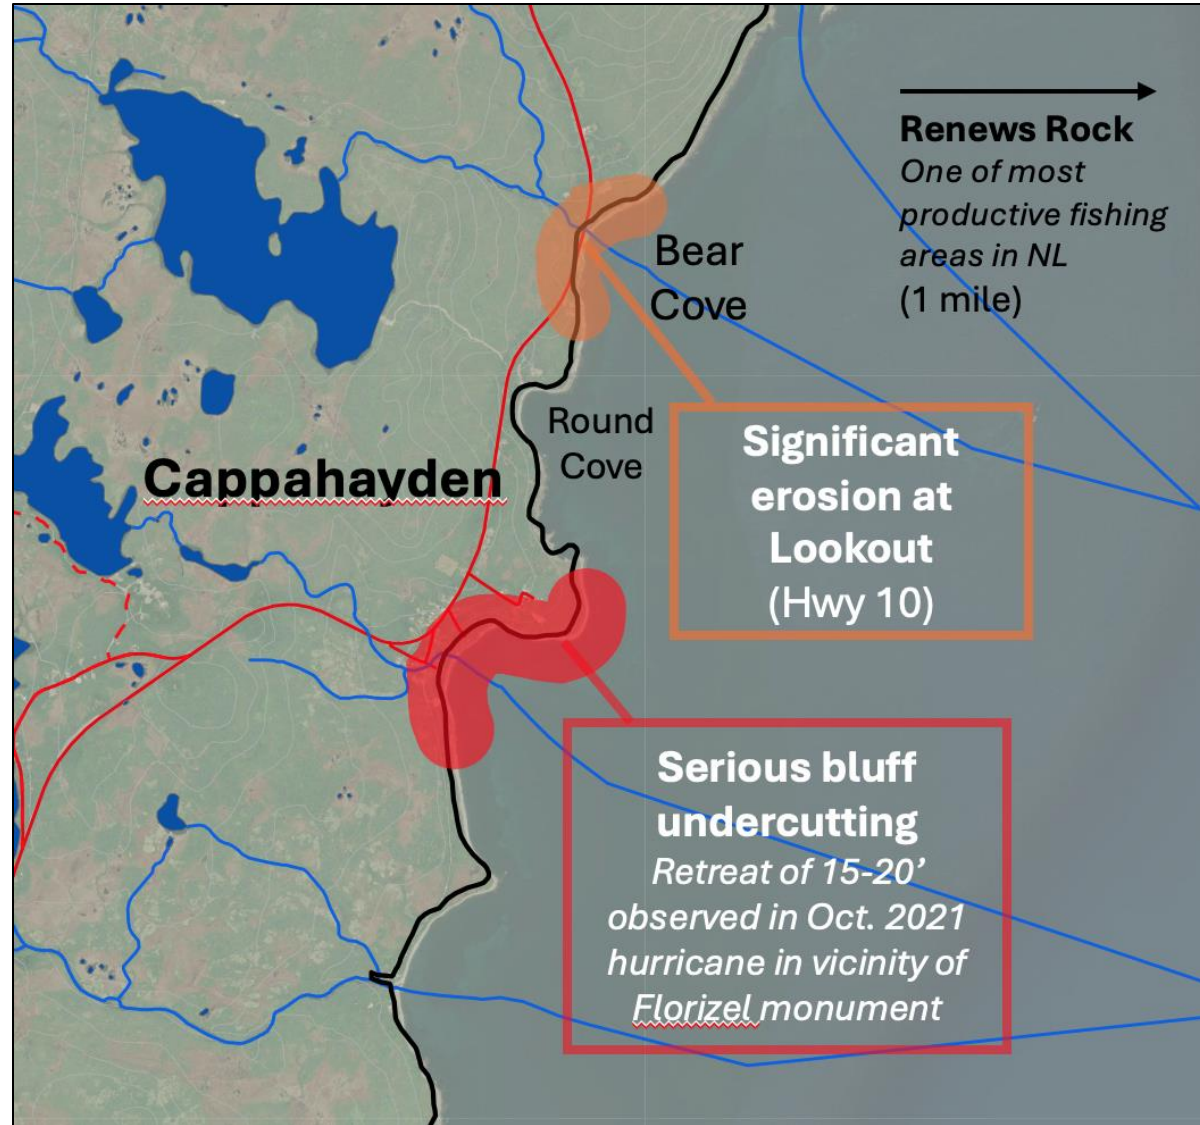 Renews Rock
One of most
productive fishing
areas in NL
(1 mile)
Bear
Cove
Round
Cove
Cappahayden
Significant
erosion at
Lookout
(Hwy 10)
Serious bluff
undercutting
Retreat of 15-20’
observed in Oct. 2021
hurricane in vicinity of
Florizel monument